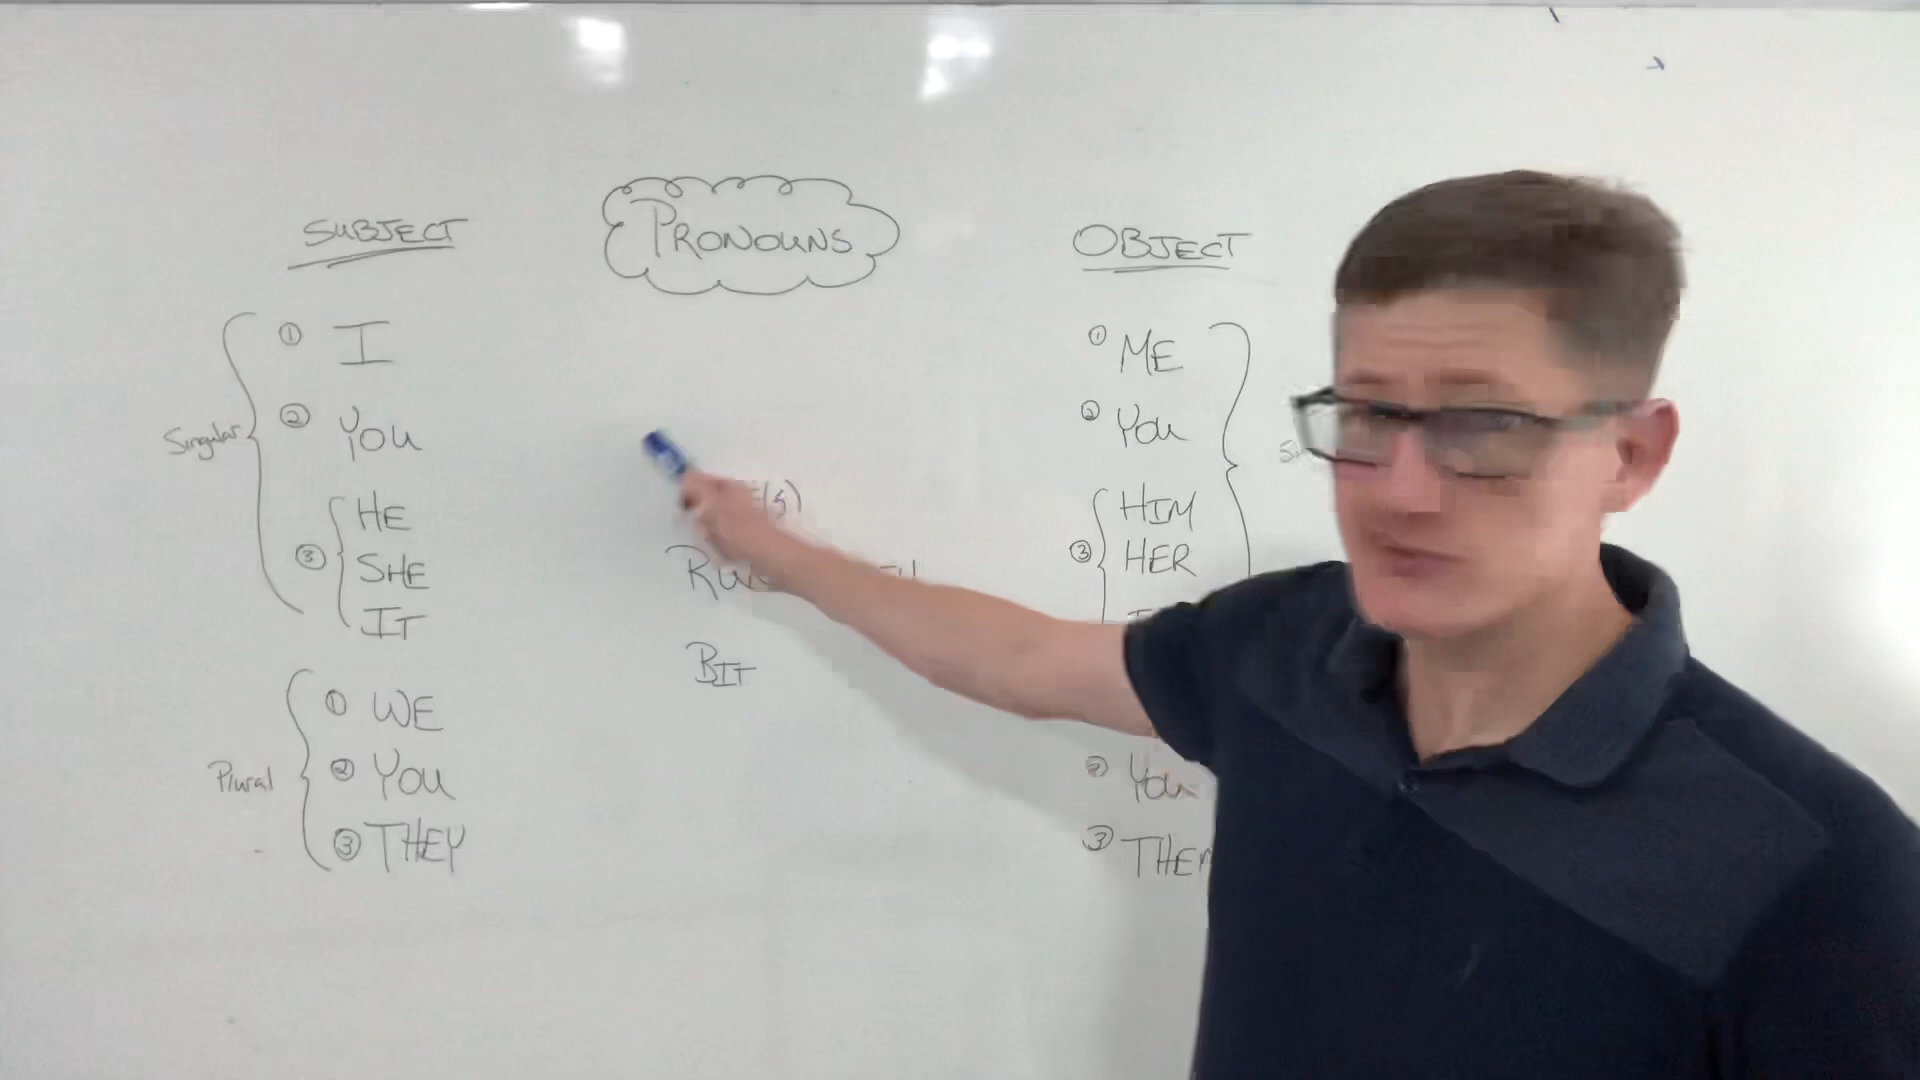 SUBJECT
PRONOUNS
OBJECT
Singular
① I
② YOU
③ HE
SHE
IT
Plural
① WE
② YOU
③ THEY
BIT
① ME
② YOU
③ HIM
HER
② YOU
③